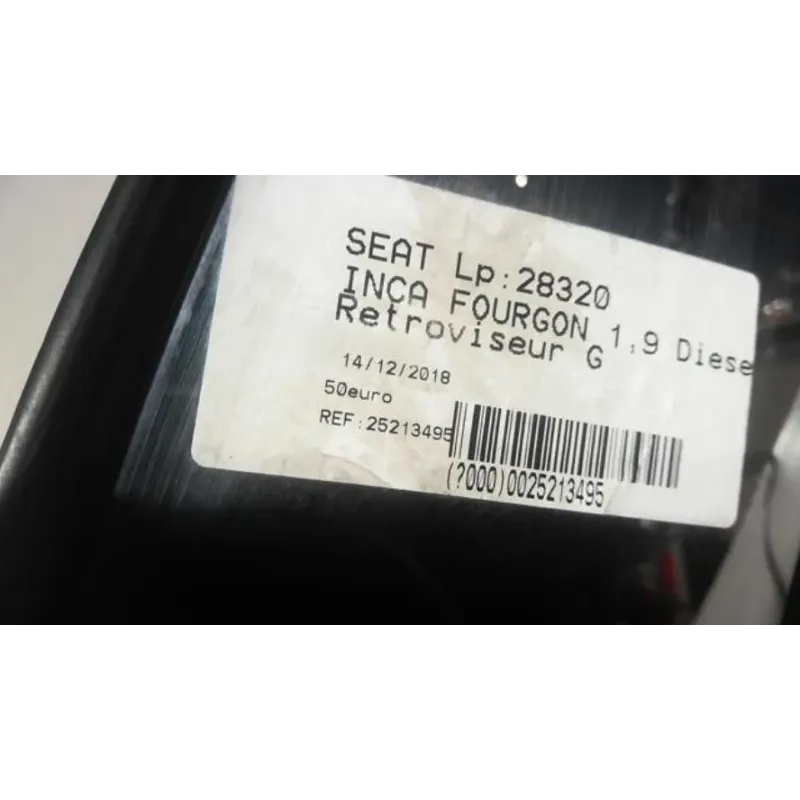 SEAT Lp:28320
INCA FOURGON 1,9 Diese
Retroviseur G
14/12/2018
50euro
REF:25213495
(?000)0025213495